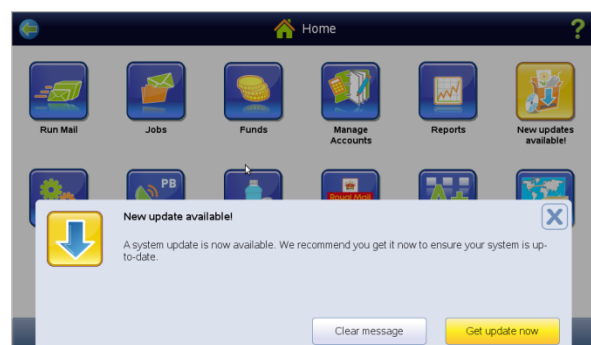 Home
?
Run Mail
Jobs
Funds
Manage
Accounts
Reports
New updates
available!
PB
Royal Mail
A+
New update available!
X
A system update is now available. We recommend you get it now to ensure your system is up-
to-date.
Clear message
Get update now